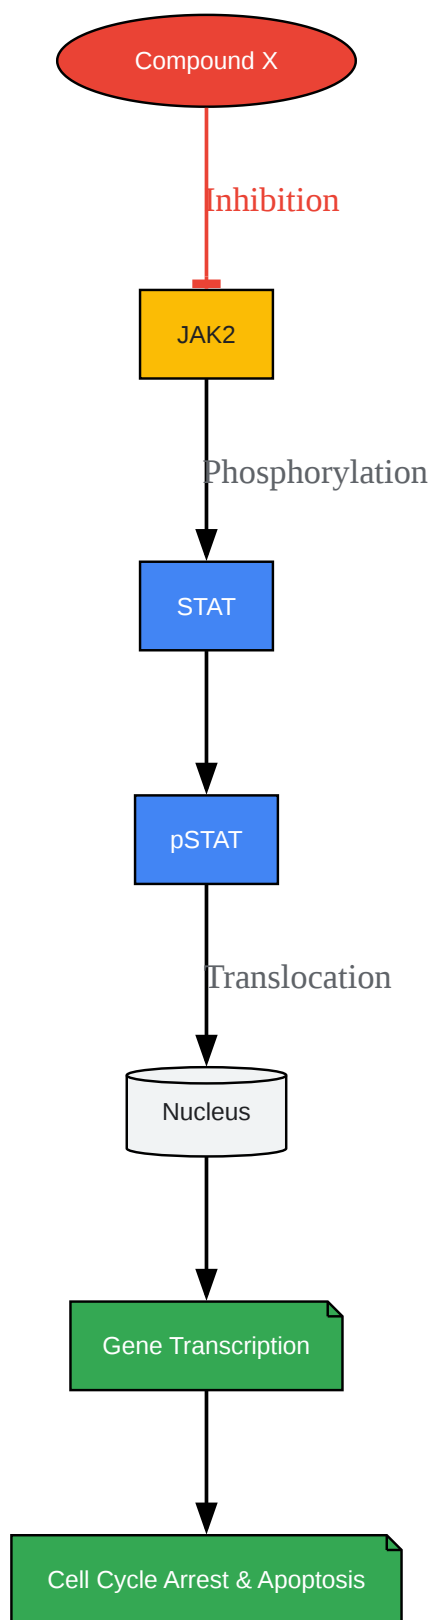 Compound X
Inhibition
JAK2
Phosphorylation
STAT
pSTAT
Translocation
Nucleus
Gene Transcription
Cell Cycle Arrest & Apoptosis